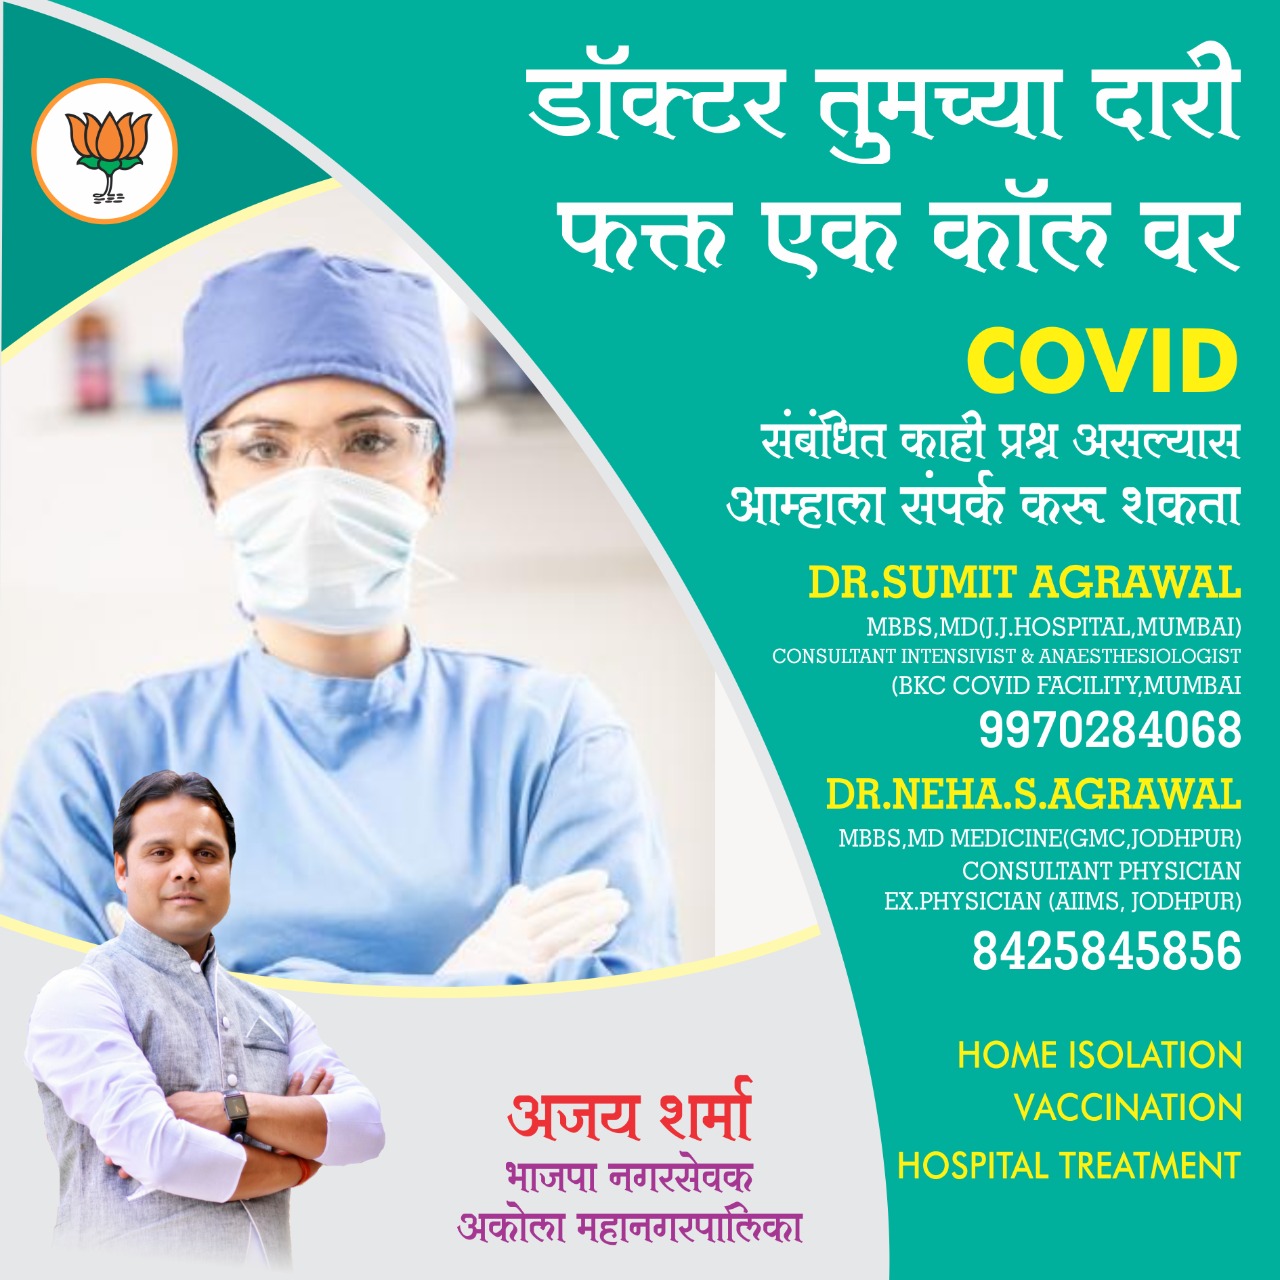 डॉक्टर तुमच्या दारी
फक्त एक कॉल वर
COVID
संबंधित काही प्रश्न असल्यास
आम्हाला संपर्क करू शकता
DR.SUMIT AGRAWAL
MBBS,MD(J.J.HOSPITAL,MUMBAI)
CONSULTANT INTENSIVIST & ANAESTHESIOLOGIST
(BKC COVID FACILITY,MUMBAI
9970284068
DR.NEHA.S.AGRAWAL
MBBS,MD MEDICINE(GMC,JODHPUR)
CONSULTANT PHYSICIAN
EX.PHYSICIAN (AIIMS, JODHPUR)
8425845856
HOME ISOLATION
VACCINATION
HOSPITAL TREATMENT
अजय शर्मा
भाजपा नगरसेवक
अकोला महानगरपालिका